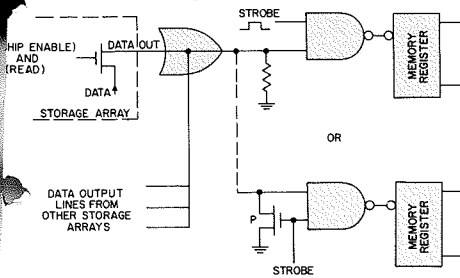 STROBE
HIP ENABLE)
AND
(READ)
DATA OUT
DATA
STORAGE ARRAY
MEMORY
REGISTER
OR
DATA OUTPUT
LINES FROM
OTHER STORAGE
ARRAYS
P
MEMORY
REGISTER
STROBE